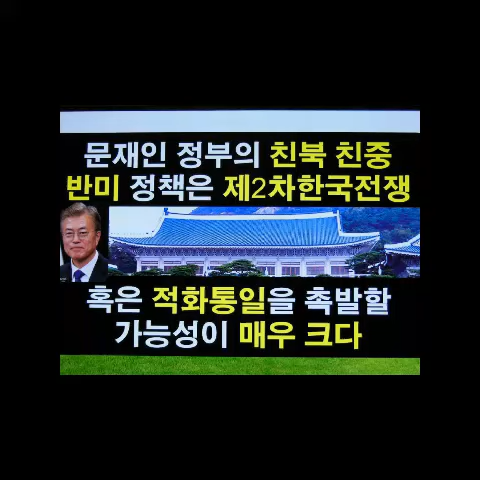 문재인 정부의 친북 친중
반미 정책은 제2차한국전쟁
혹은 적화통일을 촉발할
가능성이 매우 크다